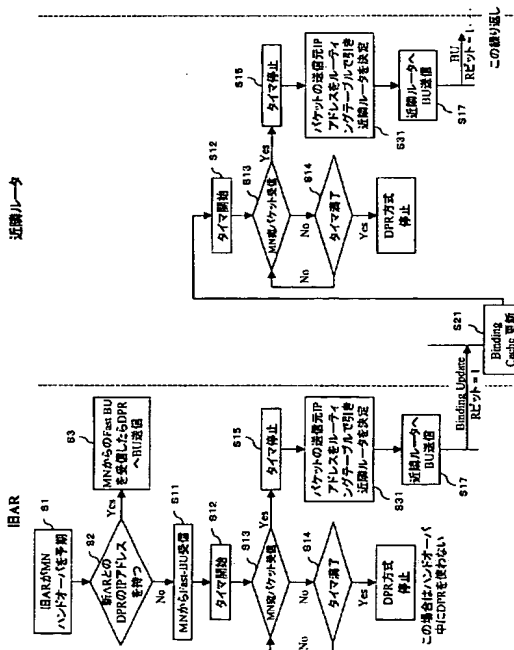 旧AR
S1
旧ARがMN
ハンドオーバを予期
S2
新ARとの
DPRのIPアドレス
を持つ
Yes
No
S3
MNからのFast BU
を受信したらDPR
へBU送信
S11
MNからFast-BU受信
S12
タイマ開始
S13
MN宛パケット受信
Yes
No
No
S14
タイマ満了
Yes
DPR方式
停止
この場合はハンドオーバ
中にDPRを使わない
S15
タイマ停止
パケットの送信元IP
アドレスをルーティ
ングテーブルで引き
近隣ルータを決定
S31
近隣ルータへ
BU送信
S17
Binding Update
Rビット=1
近隣ルータ
S21
Binding
Cache 更新
S12
タイマ開始
S13
MN宛パケット受信
Yes
No
No
S14
タイマ満了
Yes
DPR方式
停止
S15
タイマ停止
パケットの送信元IP
アドレスをルーティ
ングテーブルで引き
近隣ルータを決定
S31
近隣ルータへ
BU送信
S17
BU
Rビット=1
この繰り返し